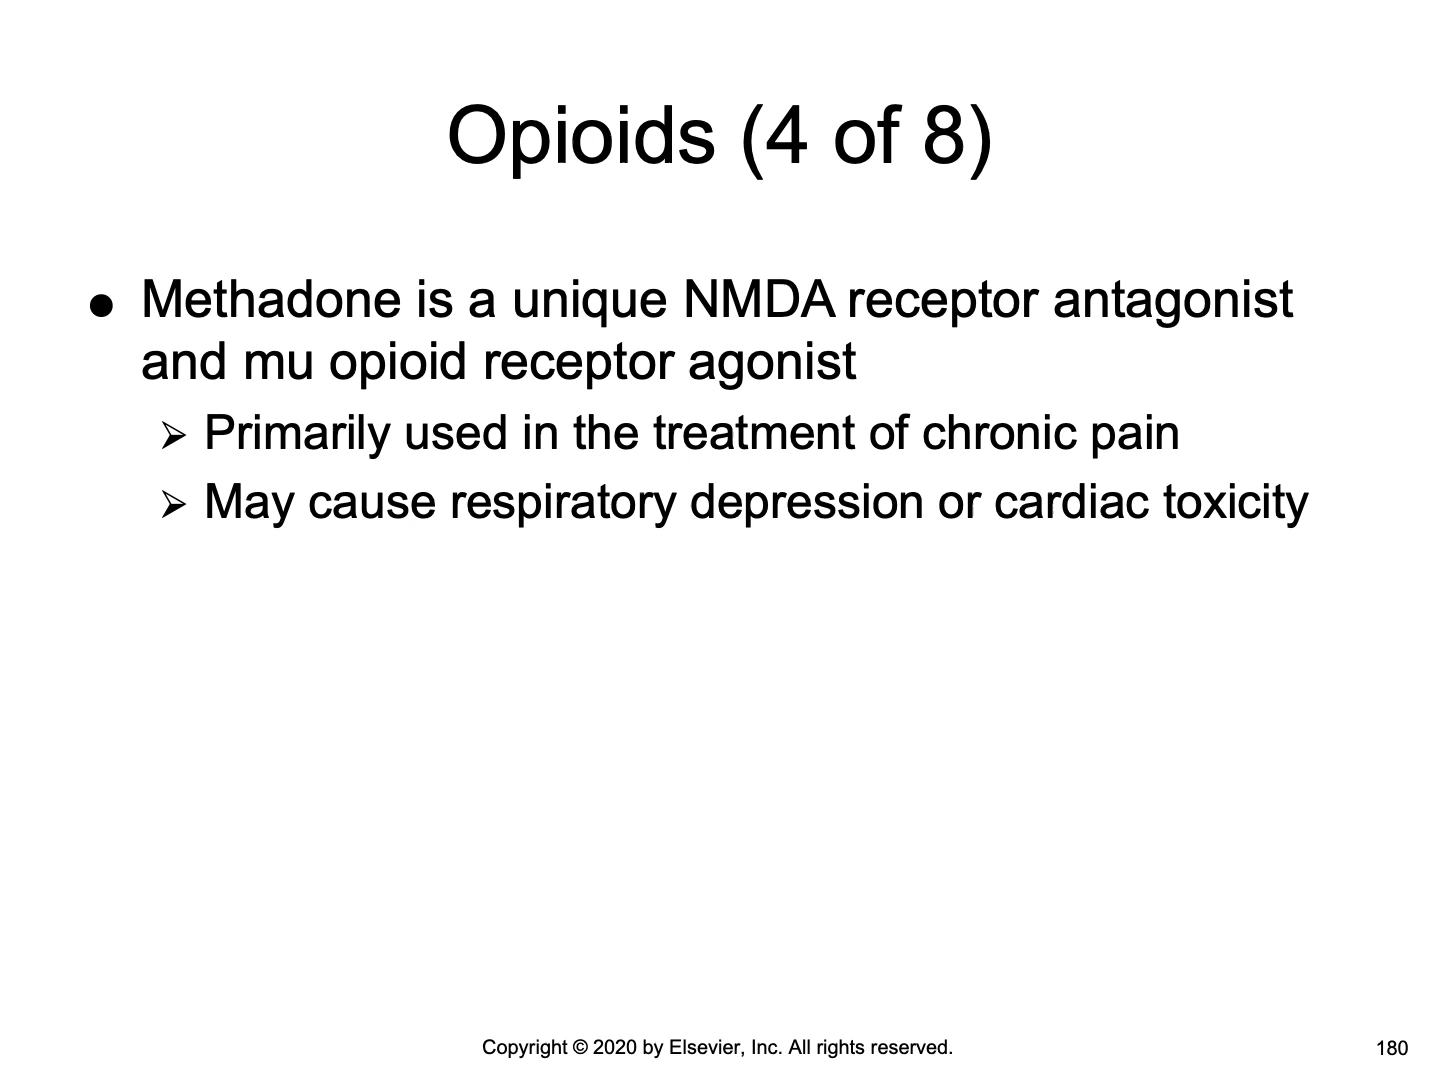 Opioids (4 of 8)
● Methadone is a unique NMDA receptor antagonist
and mu opioid receptor agonist
➢ Primarily used in the treatment of chronic pain
➢ May cause respiratory depression or cardiac toxicity
Copyright © 2020 by Elsevier, Inc. All rights reserved.
180